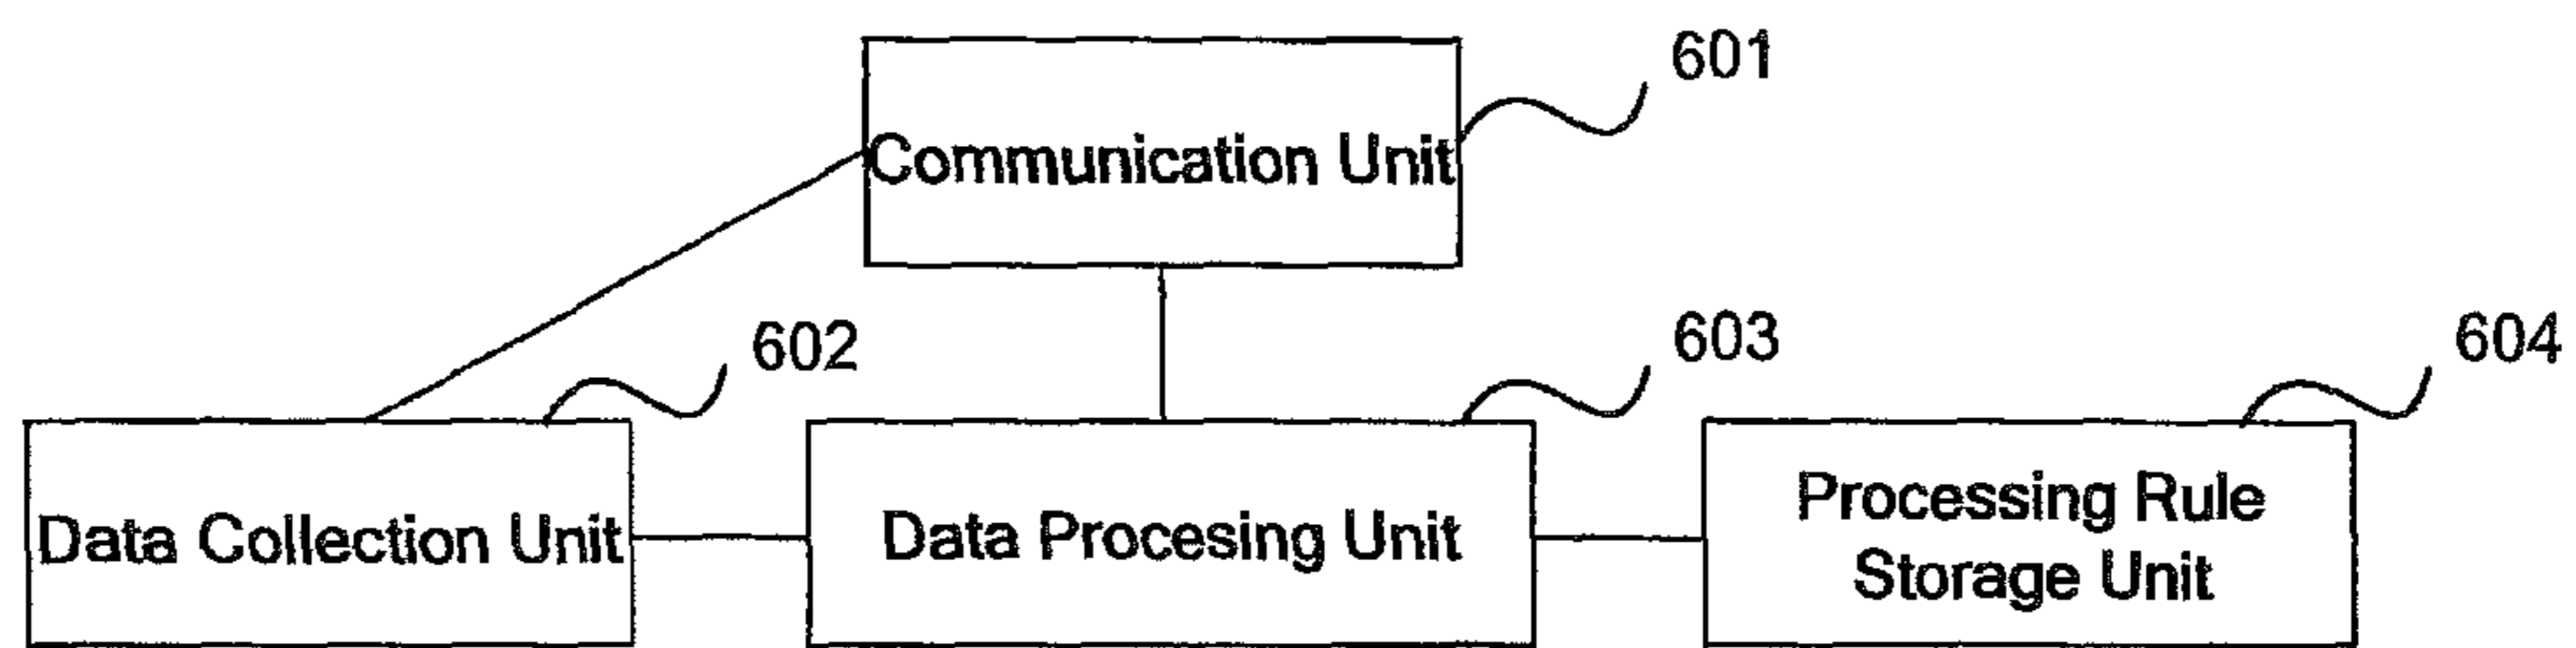 601
Communication Unit
602
603
604
Data Collection Unit
Data Procesing Unit
Processing Rule
Storage Unit